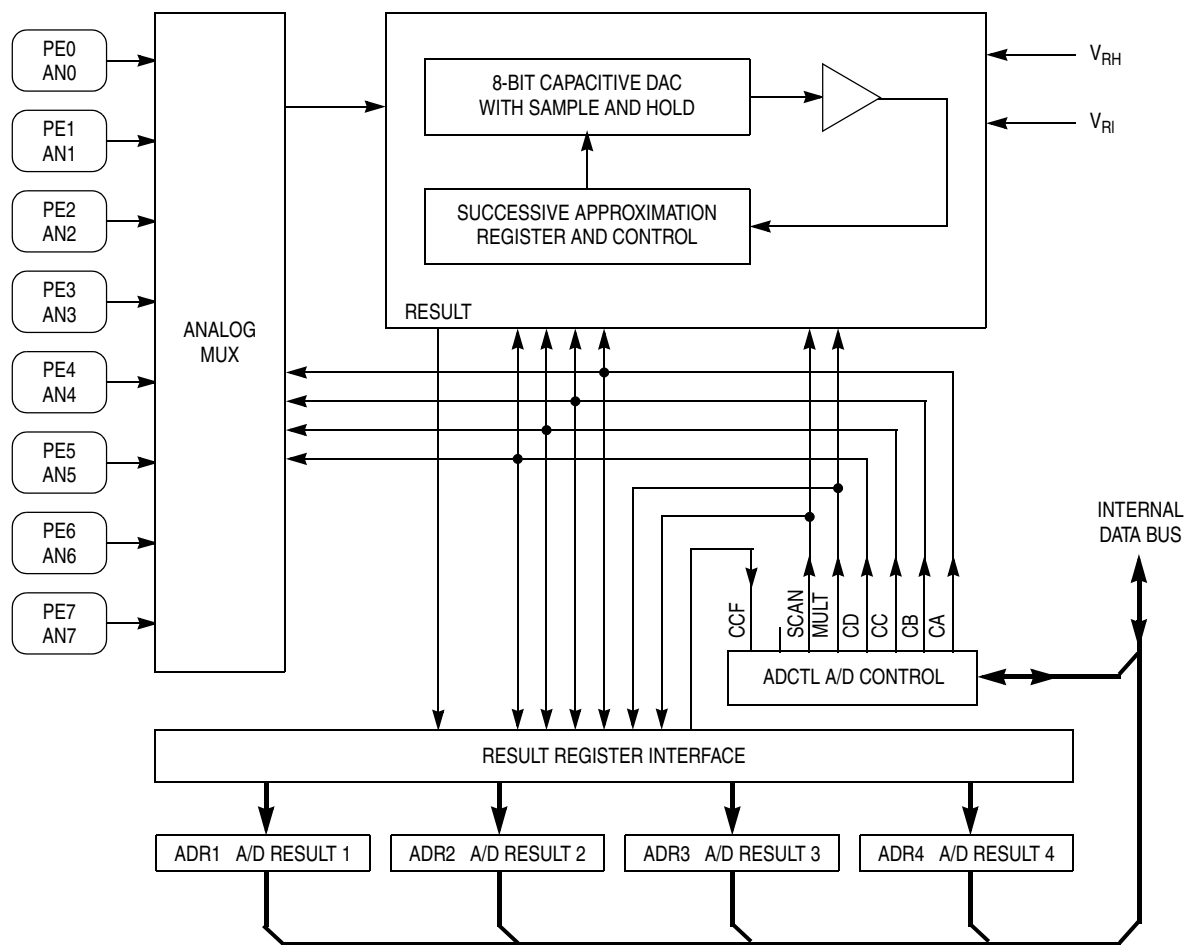 PE0
AN0
PE1
AN1
PE2
AN2
PE3
AN3
PE4
AN4
PE5
AN5
PE6
AN6
PE7
AN7
ANALOG
MUX
8-BIT CAPACITIVE DAC
WITH SAMPLE AND HOLD
SUCCESSIVE APPROXIMATION
REGISTER AND CONTROL
RESULT
VRH
VRl
INTERNAL
DATA BUS
CCF
SCAN
MULT
CD
CC
CB
CA
ADCTL A/D CONTROL
RESULT REGISTER INTERFACE
ADR1 A/D RESULT 1
ADR2 A/D RESULT 2
ADR3 A/D RESULT 3
ADR4 A/D RESULT 4